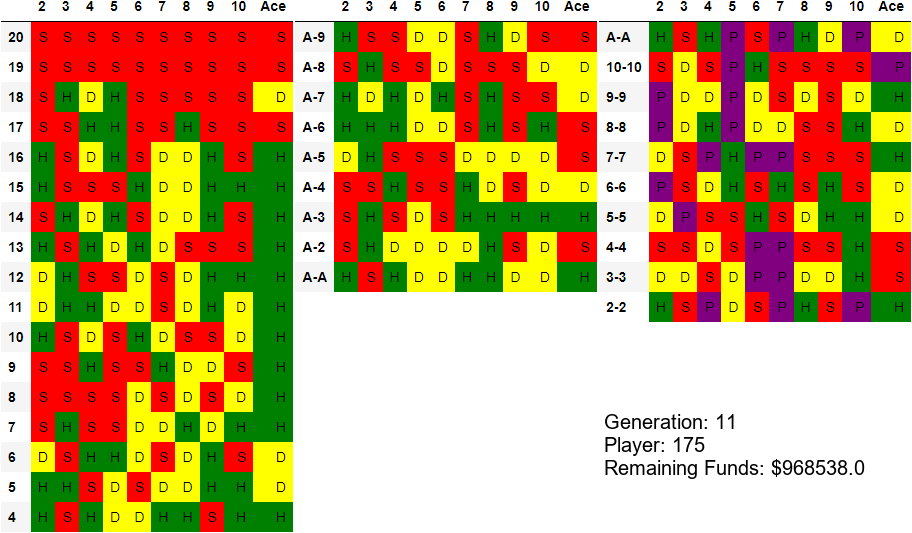 2 3 4 5 6 7 8 9 10 Ace
20 S S S S S S S S S S
19 S S S S S S S S S S
18 S H D H S S S S S D
17 S S H H S S H S S S
16 H S D H S D D H S H
15 H S S S H D D H H H
14 S H D H S D D H S H
13 H S H D H D S S S H
12 D H S S D S D H H H
11 D H H D D S D H D H
10 H S D S H D S S D H
9 S S H S S H D D S H
8 S S S S D S D S D H
7 S H S S D D H D H H
6 D S H H D S D H S D
5 H H S D S D D H H D
4 H S H D D H H S H H
2 3 4 5 6 7 8 9 10 Ace
A-9 H S S D D S H D S S
A-8 S H S S D S S S D D
A-7 H D H D H S H S S D
A-6 H H H D D S H S H S
A-5 D H S S S D D D D S
A-4 S S H S S H D S D D
A-3 S H S D S H H H H H
A-2 S H D D D D H S D S
A-A H S H D D H H D D H
2 3 4 5 6 7 8 9 10 Ace
A-A H S H P S P H D P D
10-10 S D S P H S S S S P
9-9 P D D P D S D S D H
8-8 P D H P D D S S H D
7-7 D S P H P P S S S H
6-6 P S D H S H S H S D
5-5 D P S S H S D H H D
4-4 S S D S P P S S H S
3-3 D D S D P P D D H S
2-2 H S P D S P H S P H
Generation: 11
Player: 175
Remaining Funds: $968538.0